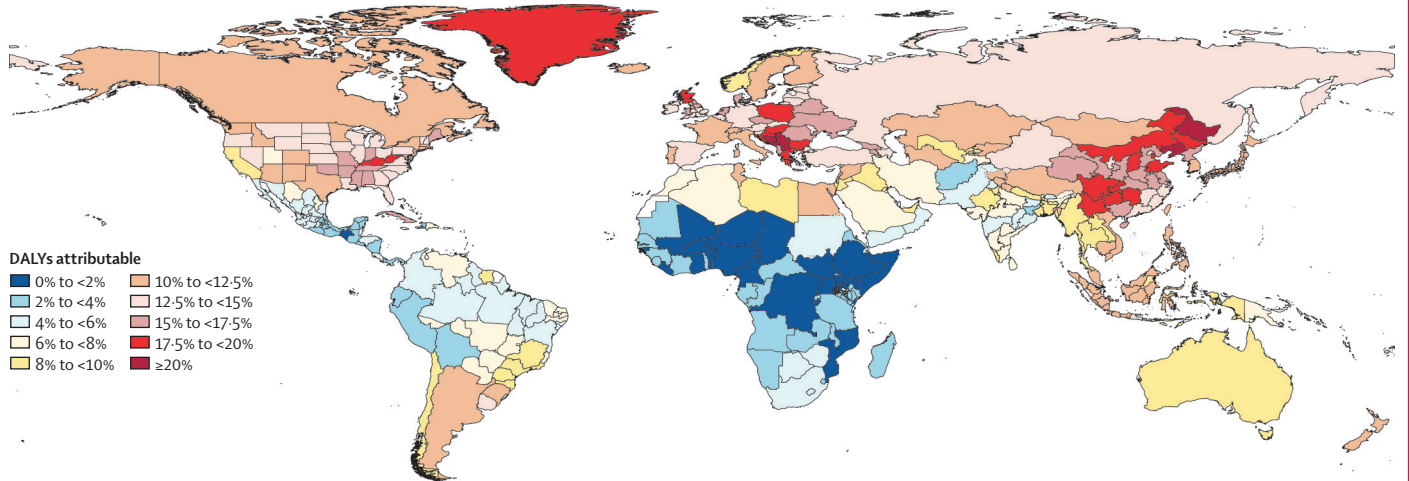 DALYs attributable
0% to <2%
2% to <4%
4% to <6%
6% to <8%
8% to <10%
10% to <12·5%
12·5% to <15%
15% to <17·5%
17·5% to <20%
≥20%